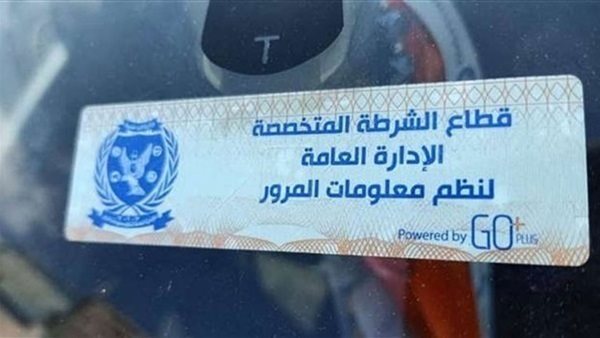 T
قطاع الشرطة المتخصصة
الإدارة العامة
لنظم معلومات المرور
Powered by GO+ PLUS